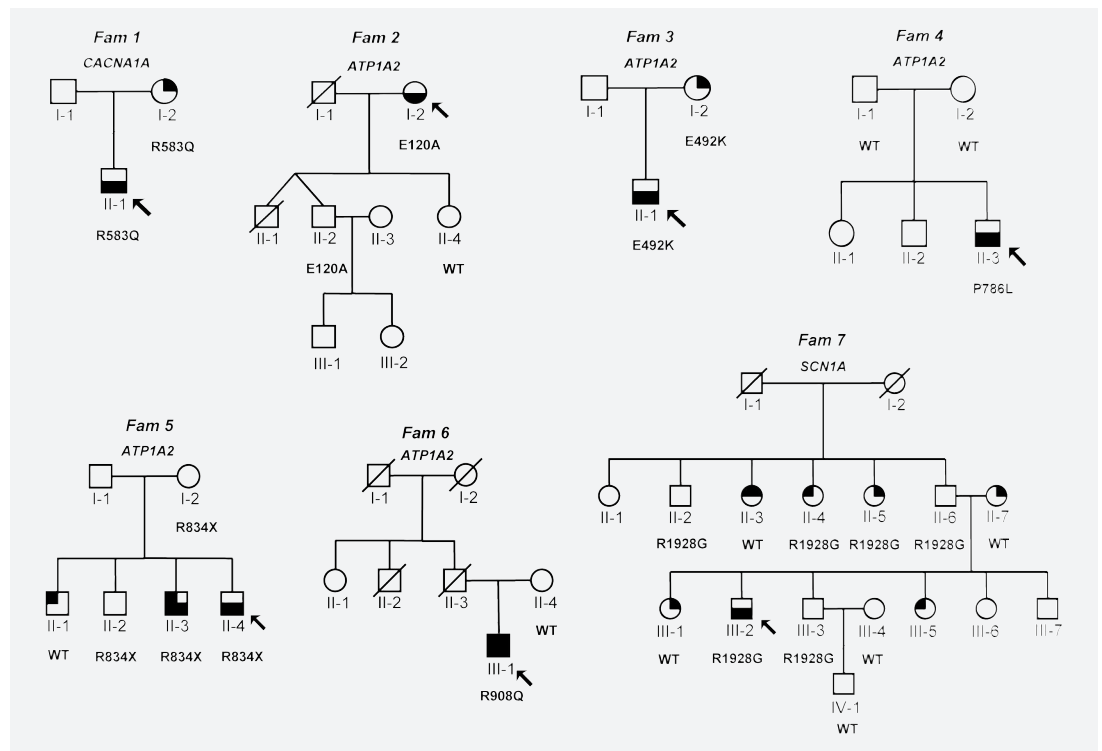 Fam 1
CACNA1A
I-1 I-2
R583Q
II-1
R583Q
Fam 2
ATP1A2
I-1 I-2
E120A
II-1 II-2 II-3 II-4
E120A WT
III-1 III-2
Fam 3
ATP1A2
I-1 I-2
E492K
II-1
E492K
Fam 4
ATP1A2
I-1 I-2
WT WT
II-1 II-2 II-3
P786L
Fam 5
ATP1A2
I-1 I-2
R834X
II-1 II-2 II-3 II-4
WT R834X R834X R834X
Fam 6
ATP1A2
I-1 I-2
II-1 II-2 II-3 II-4
WT
III-1
R908Q
Fam 7
SCN1A
I-1 I-2
II-1 II-2 II-3 II-4 II-5 II-6 II-7
R1928G WT R1928G R1928G R1928G WT
III-1 III-2 III-3 III-4 III-5 III-6 III-7
WT R1928G R1928G WT
IV-1
WT